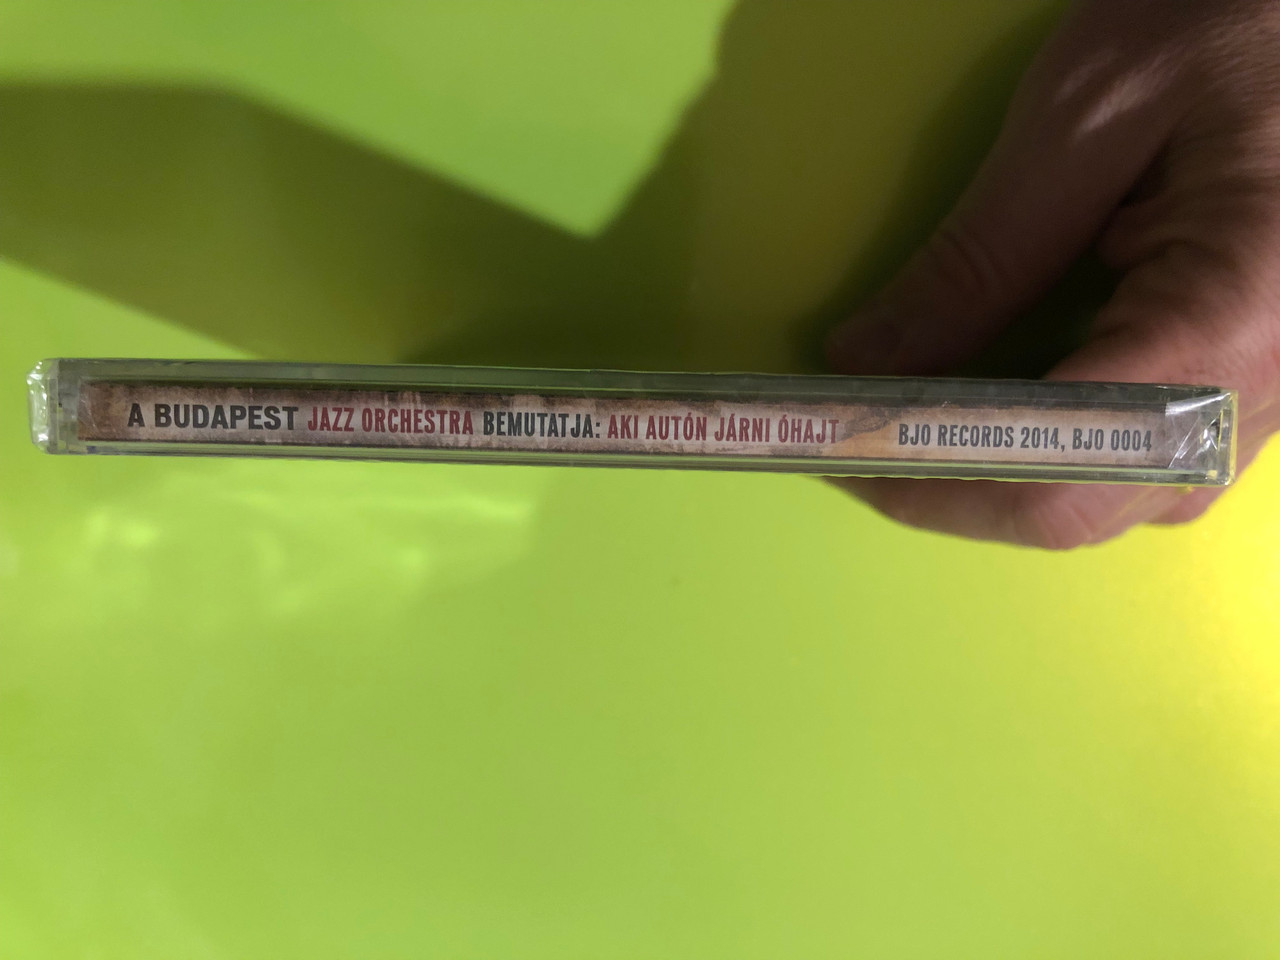 A BUDAPEST JAZZ ORCHESTRA BEMUTATJA: AKI AUTÓN JÁRNI ÓHAJT BJO RECORDS 2014, BJO 0004